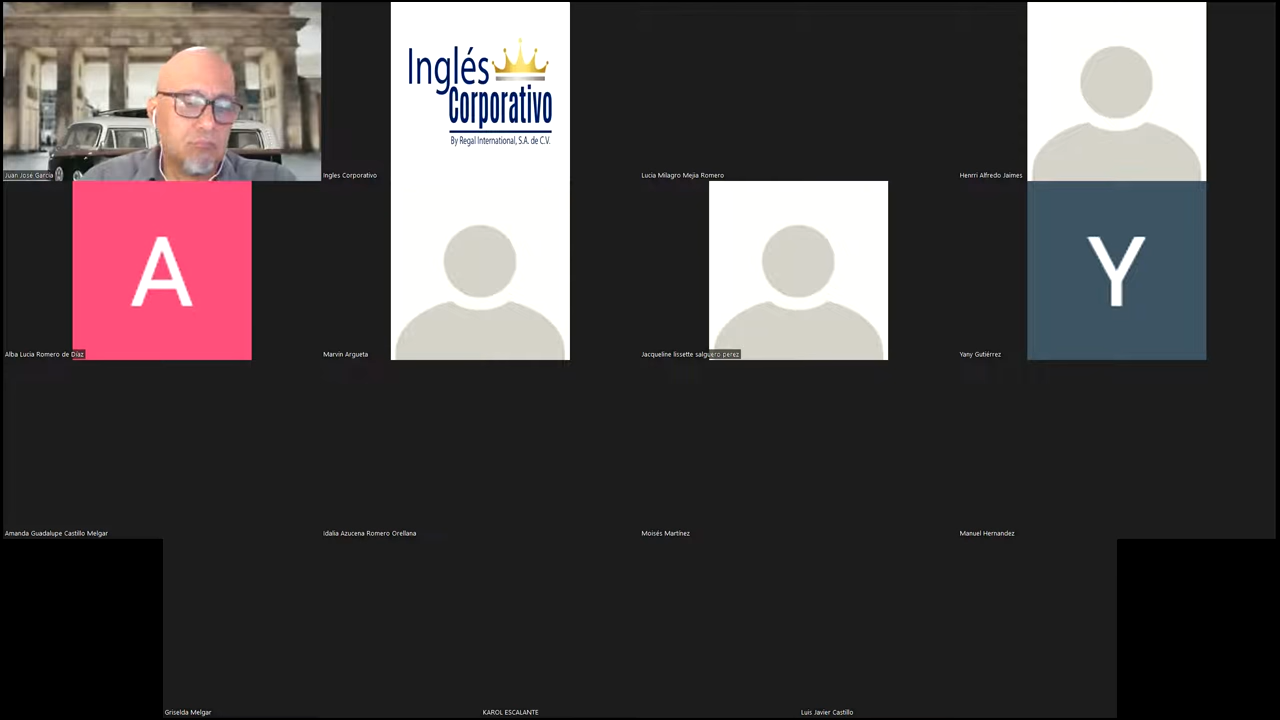 Inglés
Corporativo
By Regal International, S.A. de C.V.
Juan José García
Ingles Corporativo
Lucia Milagro Mejia Romero
Henrri Alfredo Jaimes
A
Y
Alba Lucia Romero de Díaz
Marvin Argueta
Jacqueline lissette salguero perez
Yany Gutiérrez
Amanda Guadalupe Castillo Melgar
Idalia Azucena Romero Orellana
Moisés Martínez
Manuel Hernandez
Griselda Melgar
KAROL ESCALANTE
Luis Javier Castillo